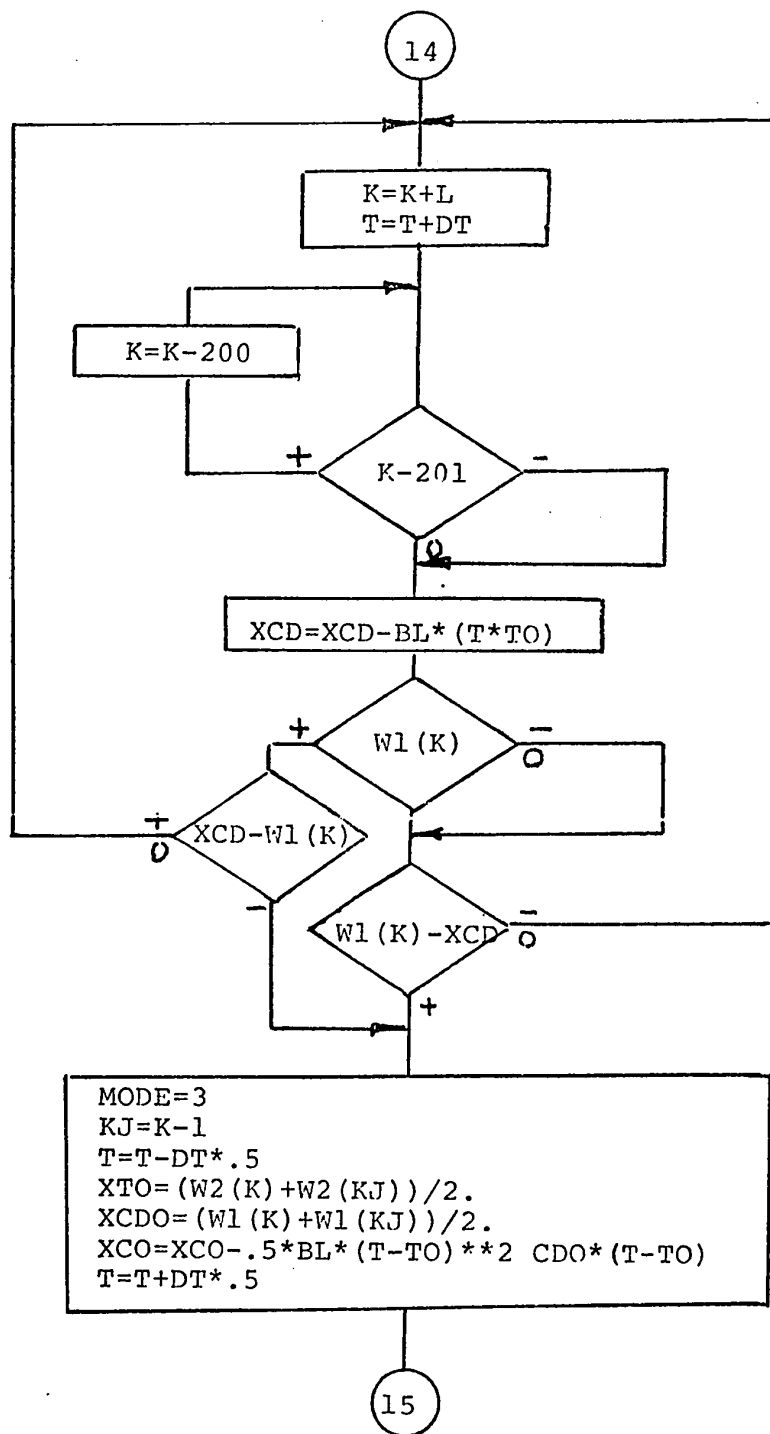 14
K=K+L
T=T+DT
K=K-200
+
K-201
-
0
XCD=XCD-BL*(T*TO)
+
W1(K)
-
0
+
0
XCD-W1(K)
-
W1(K)-XCD
-
0
+
MODE=3
KJ=K-1
T=T-DT*.5
XTO=(W2(K)+W2(KJ))/2.
XCDO=(W1(K)+W1(KJ))/2.
XCO=XCO-.5*BL*(T-TO)**2 CDO*(T-TO)
T=T+DT*.5
15